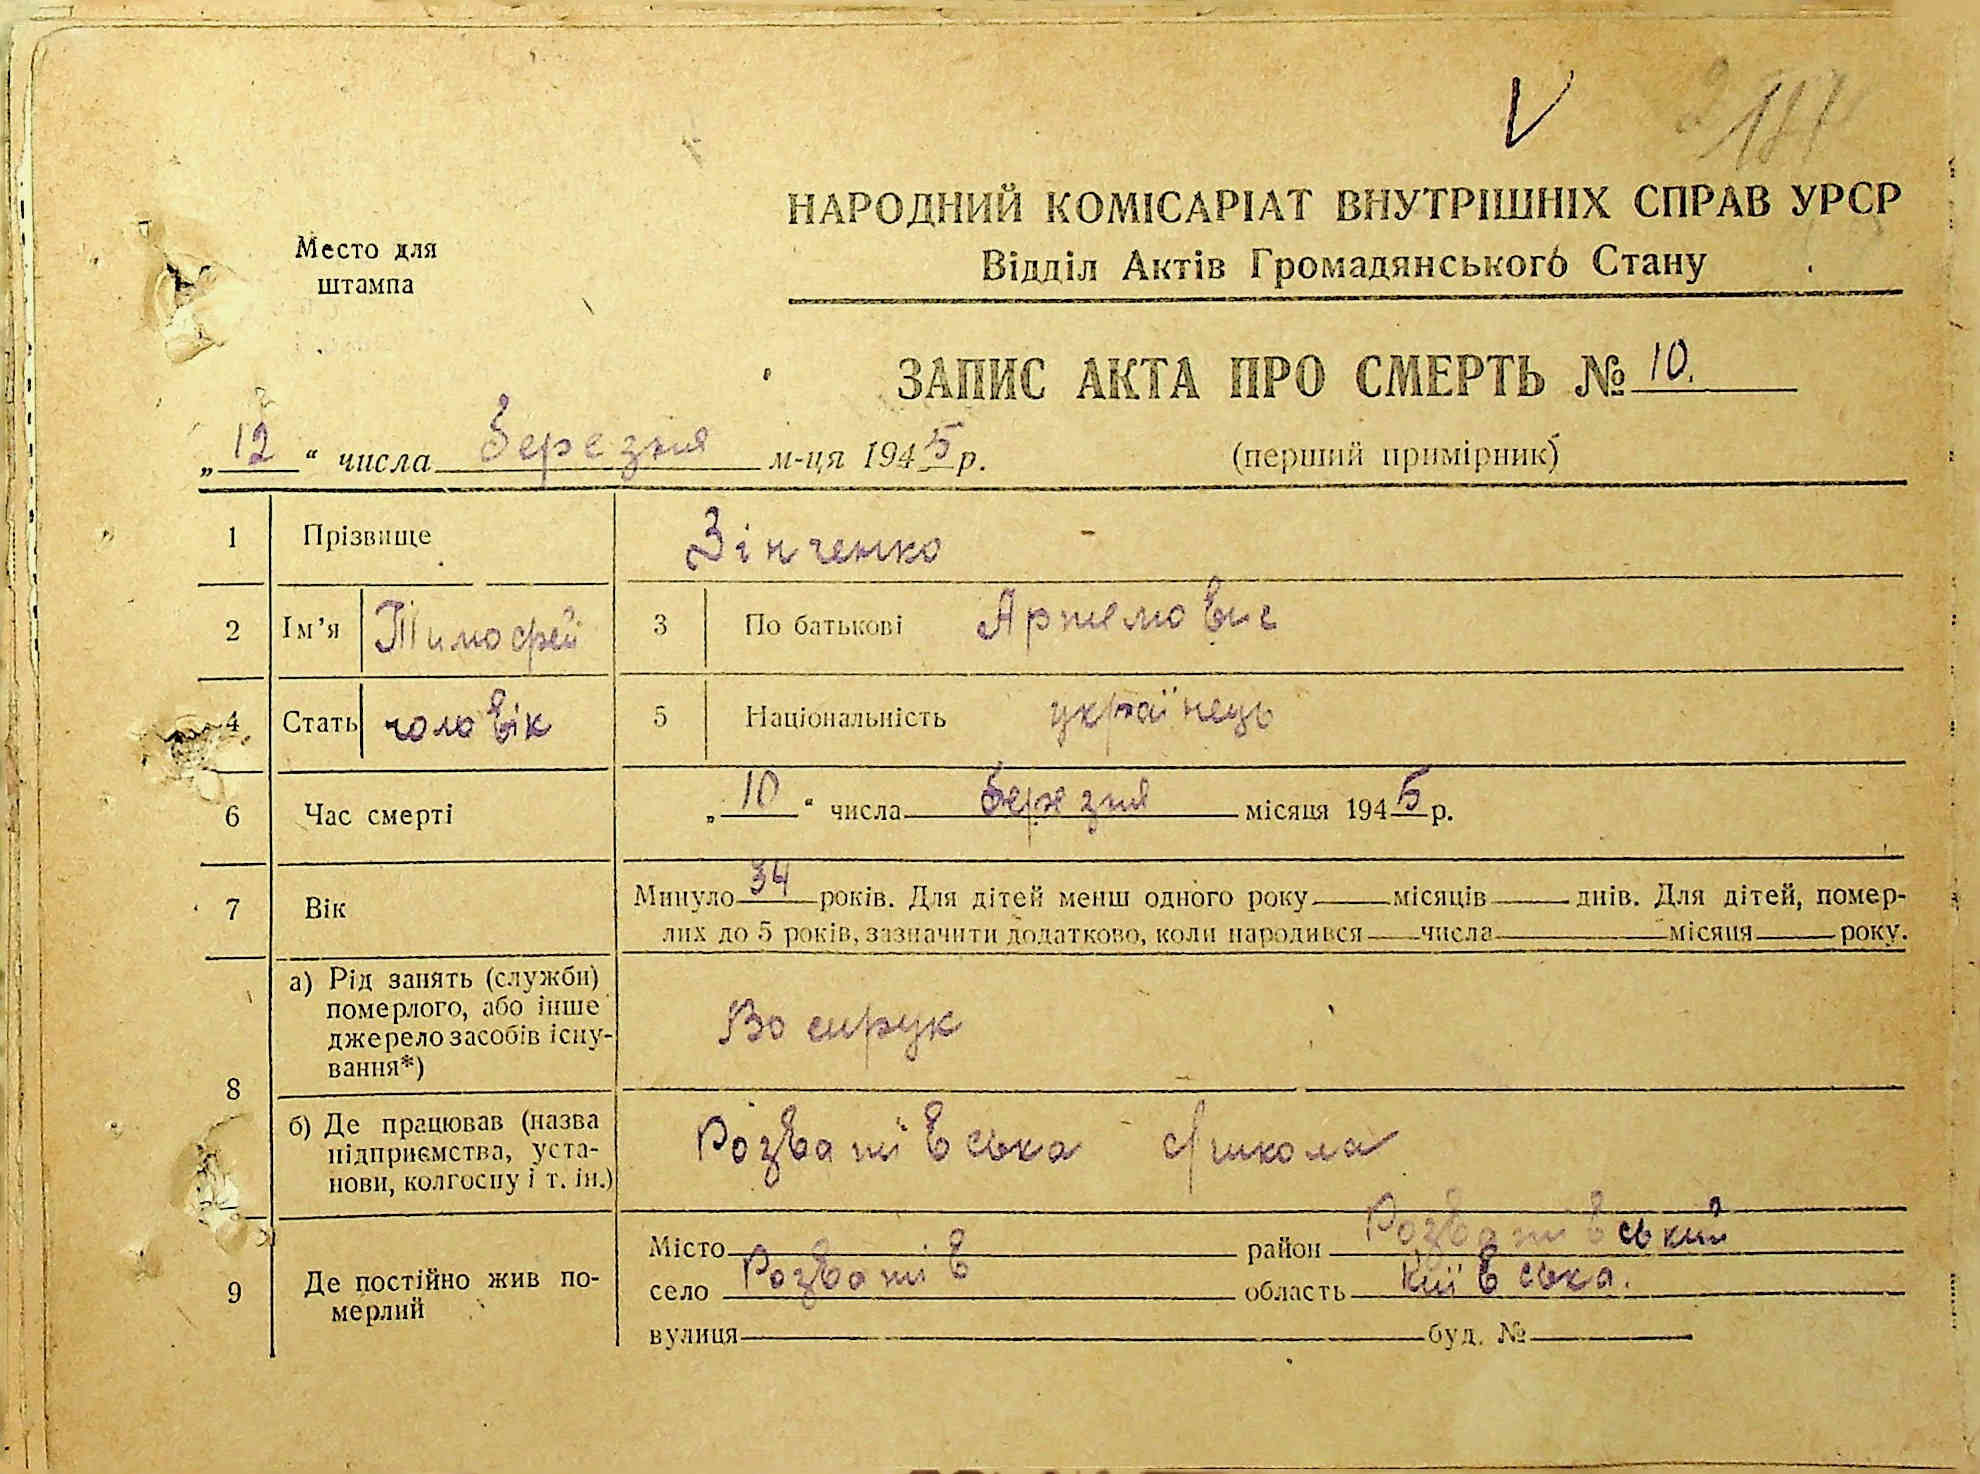 V
НАРОДНИЙ КОМІСАРІАТ ВНУТРІШНІХ СПРАВ УРСР
Відділ Актів Громадянського Стану
Место для
штампа
ЗАПИС АКТА ПРО СМЕРТЬ № 10.
„12“ числа березня м-ця 1945 р.
(перший примірник)
1 Прізвище Зінченко
2 Ім’я Тимофей 3 По батькові Артемович
4 Стать чоловік 5 Національність українець
6 Час смерті „10“ числа березня місяця 1945 р.
7 Вік Минуло 34 років. Для дітей менш одного року місяців днів. Для дітей, помер-
лих до 5 років, зазначити додатково, коли народився числа місяця року.
8 а) Рід занять (служби)
померлого, або інше
джерело засобів існу-
вання*)
Воєнрук
б) Де працював (назва
підприємства, уста-
нови, колгоспу і т. ін.)
Розважівська школа
9 Де постійно жив по-
мерлий
Місто район Розважівський
село Розважів область Київська.
вулиця буд. №